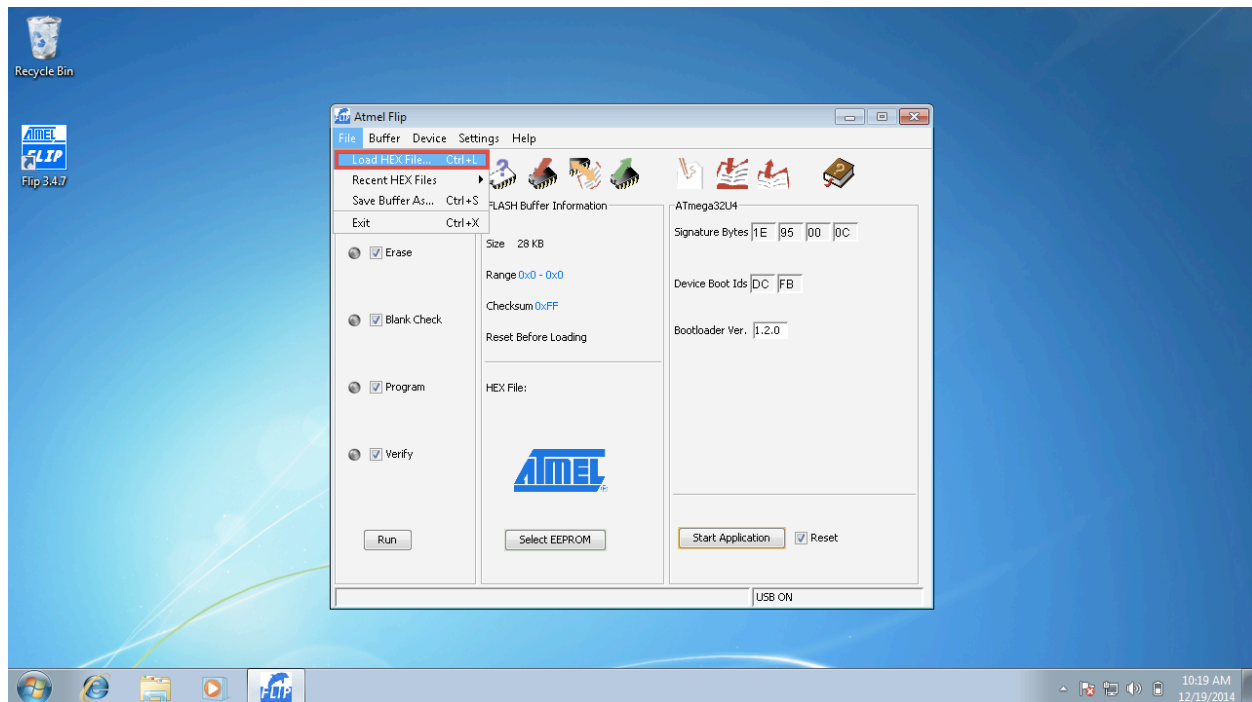 Recycle Bin
ATMEL
FLIP
Flip 3.4.7
Atmel Flip
File Buffer Device Settings Help
Load HEX File... Ctrl+L
Recent HEX Files
Save Buffer As... Ctrl+S
Exit Ctrl+X
Erase
Blank Check
Program
Verify
Run
FLASH Buffer Information
Size 28 KB
Range 0x0 - 0x0
Checksum 0xFF
Reset Before Loading
HEX File:
ATMEL
Select EEPROM
ATmega32U4
Signature Bytes 1E 95 00 0C
Device Boot Ids DC FB
Bootloader Ver. 1.2.0
Start Application Reset
USB ON
FLIP
10:19 AM
12/19/2014